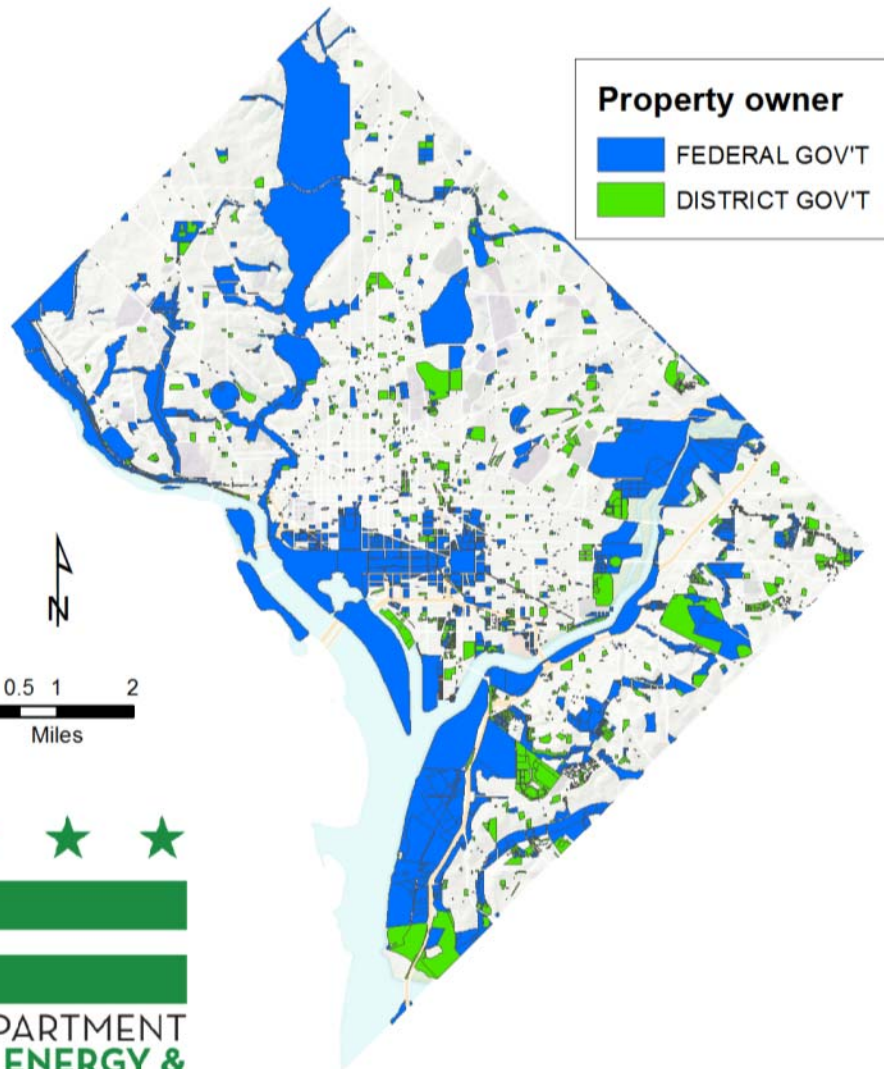 Property owner
FEDERAL GOV'T
DISTRICT GOV'T
N
0.5 1 2
Miles
PARTMENT
ENERGY &